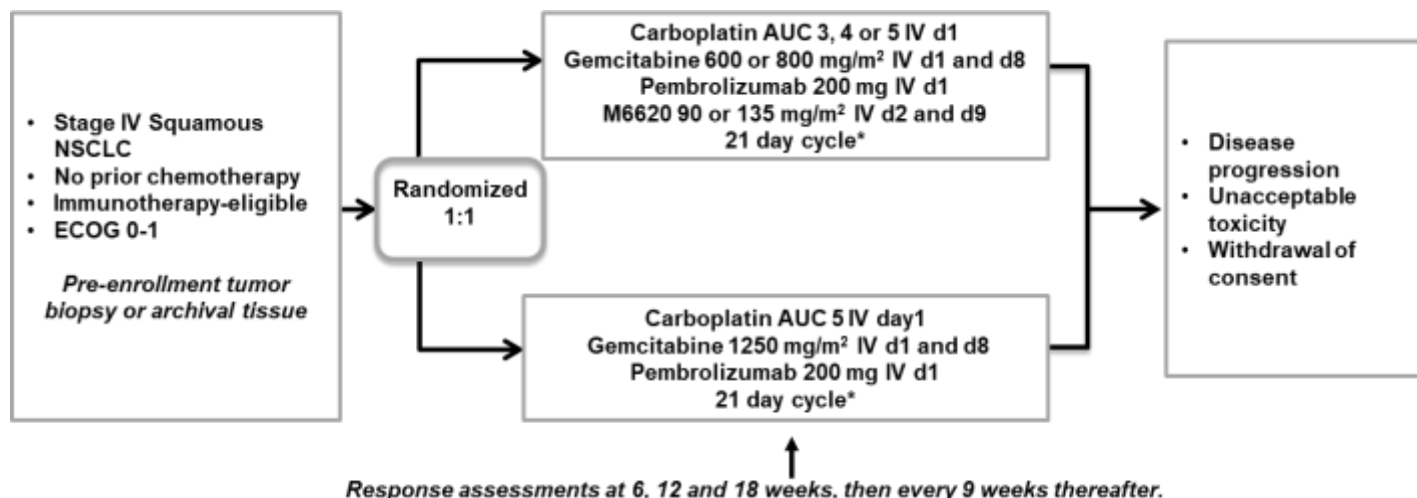 • Stage IV Squamous
NSCLC
• No prior chemotherapy
• Immunotherapy-eligible
• ECOG 0-1
Pre-enrollment tumor
biopsy or archival tissue
Randomized
1:1
Carboplatin AUC 3, 4 or 5 IV d1
Gemcitabine 600 or 800 mg/m² IV d1 and d8
Pembrolizumab 200 mg IV d1
M6620 90 or 135 mg/m² IV d2 and d9
21 day cycle*
Carboplatin AUC 5 IV day1
Gemcitabine 1250 mg/m² IV d1 and d8
Pembrolizumab 200 mg IV d1
21 day cycle*
• Disease
progression
• Unacceptable
toxicity
• Withdrawal of
consent
Response assessments at 6, 12 and 18 weeks, then every 9 weeks thereafter.